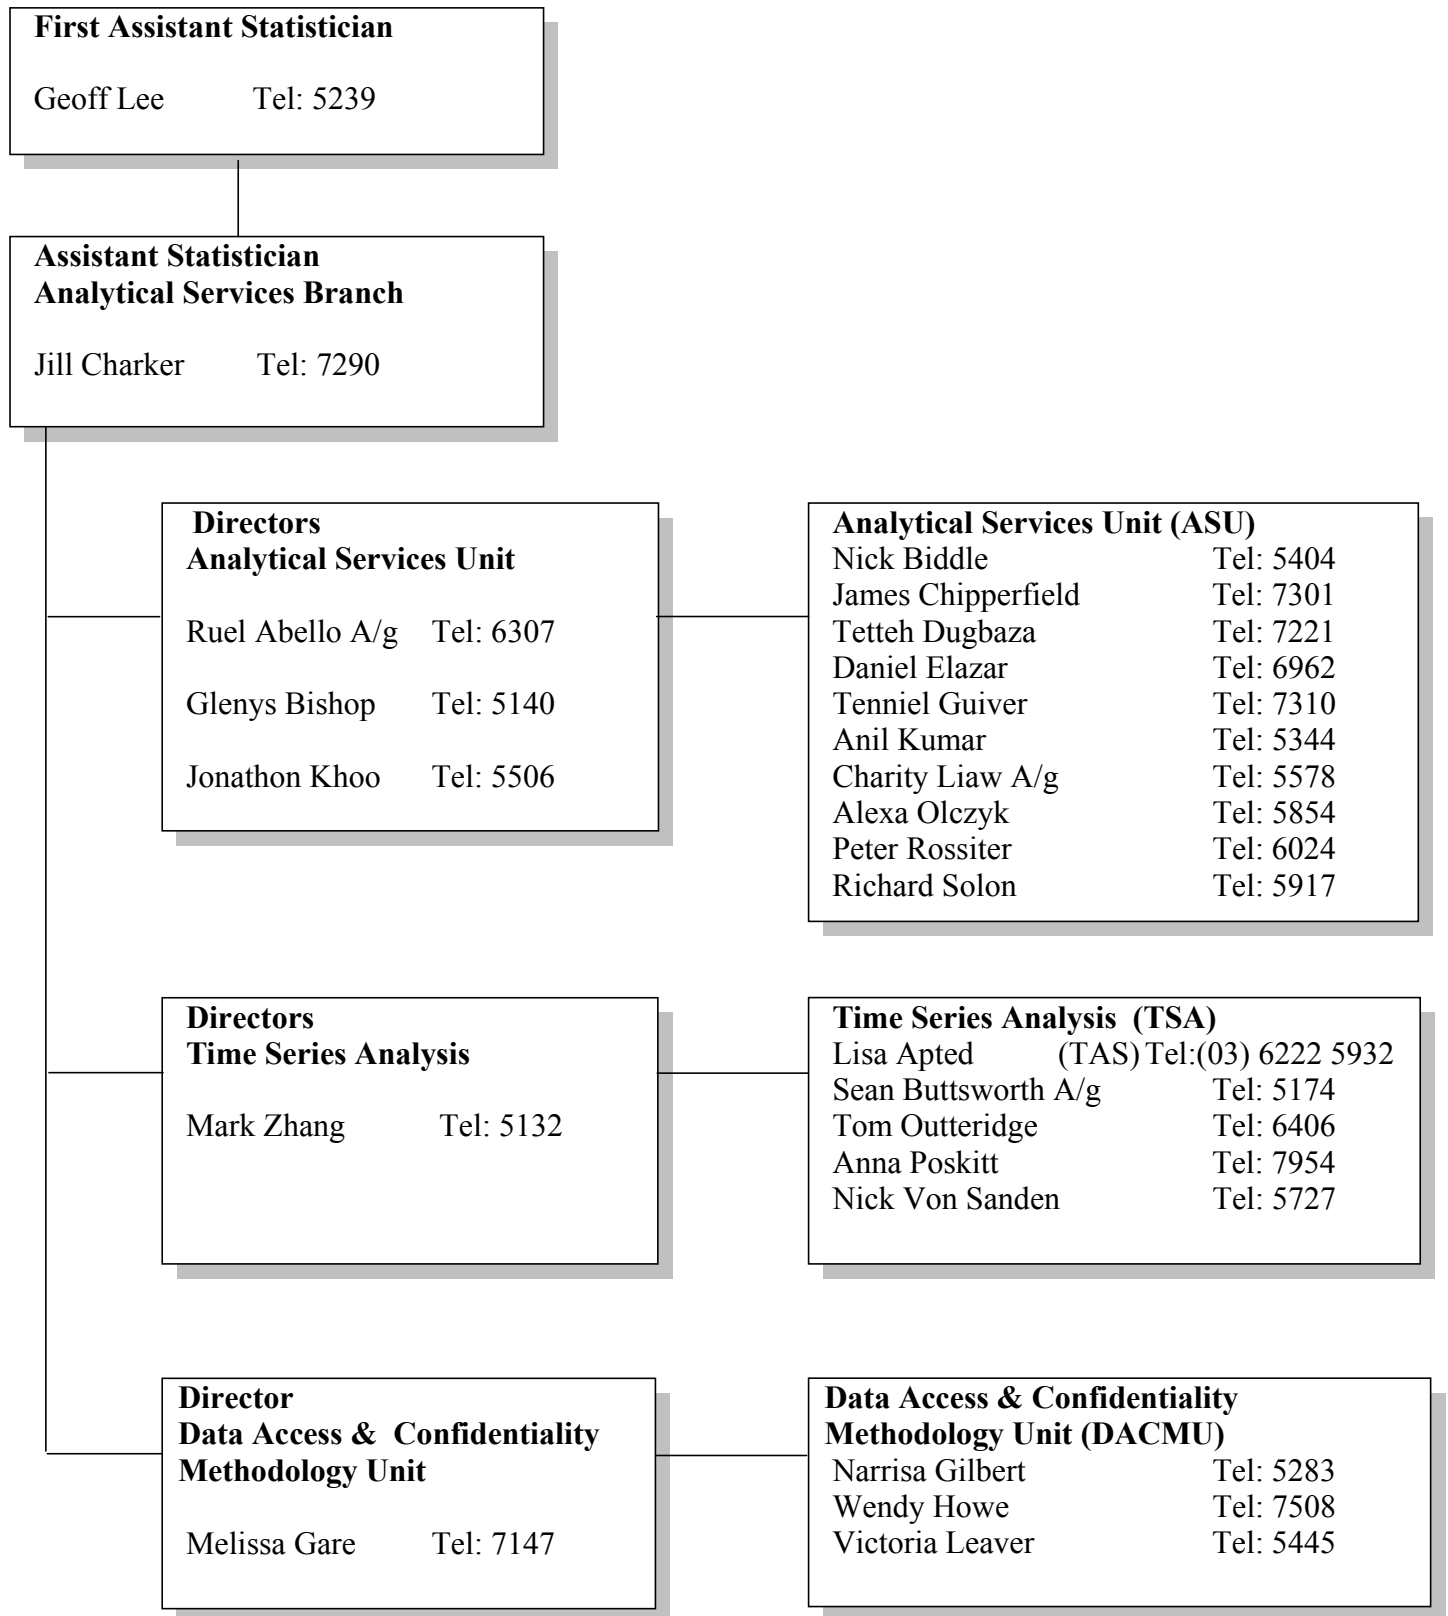 First Assistant Statistician
Geoff Lee Tel: 5239
Assistant Statistician
Analytical Services Branch
Jill Charker Tel: 7290
Directors
Analytical Services Unit
Ruel Abello A/g Tel: 6307
Glenys Bishop Tel: 5140
Jonathon Khoo Tel: 5506
Analytical Services Unit (ASU)
Nick Biddle Tel: 5404
James Chipperfield Tel: 7301
Tetteh Dugbaza Tel: 7221
Daniel Elazar Tel: 6962
Tenniel Guiver Tel: 7310
Anil Kumar Tel: 5344
Charity Liaw A/g Tel: 5578
Alexa Olczyk Tel: 5854
Peter Rossiter Tel: 6024
Richard Solon Tel: 5917
Directors
Time Series Analysis
Mark Zhang Tel: 5132
Time Series Analysis (TSA)
Lisa Apted (TAS) Tel:(03) 6222 5932
Sean Buttsworth A/g Tel: 5174
Tom Outteridge Tel: 6406
Anna Poskitt Tel: 7954
Nick Von Sanden Tel: 5727
Director
Data Access & Confidentiality
Methodology Unit
Melissa Gare Tel: 7147
Data Access & Confidentiality
Methodology Unit (DACMU)
Narrisa Gilbert Tel: 5283
Wendy Howe Tel: 7508
Victoria Leaver Tel: 5445